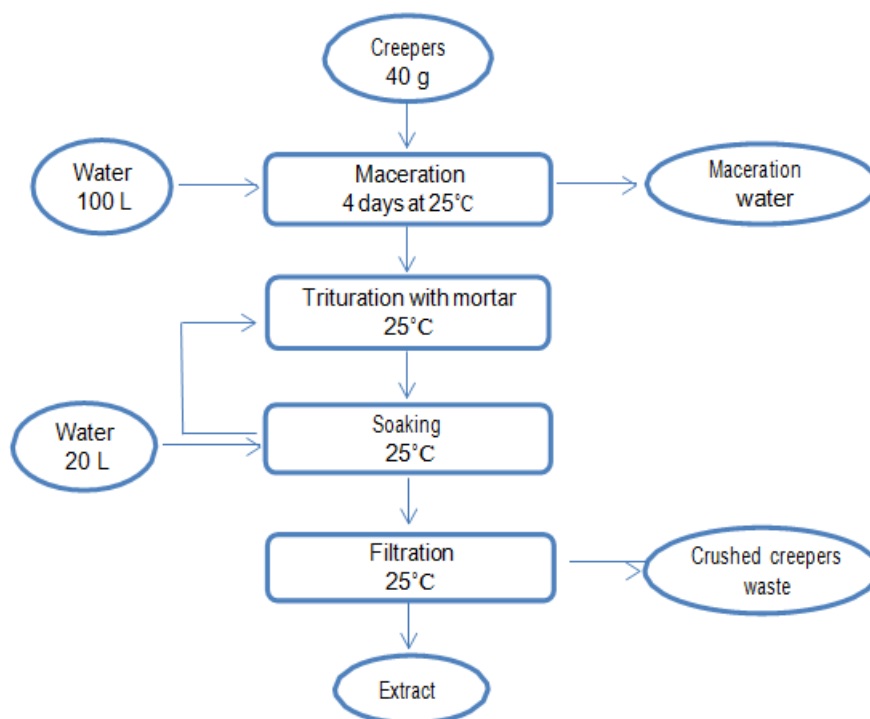 Creepers
40 g
Water
100 L
Maceration
4 days at 25°C
Maceration
water
Trituration with mortar
25°C
Water
20 L
Soaking
25°C
Filtration
25°C
Crushed creepers
waste
Extract